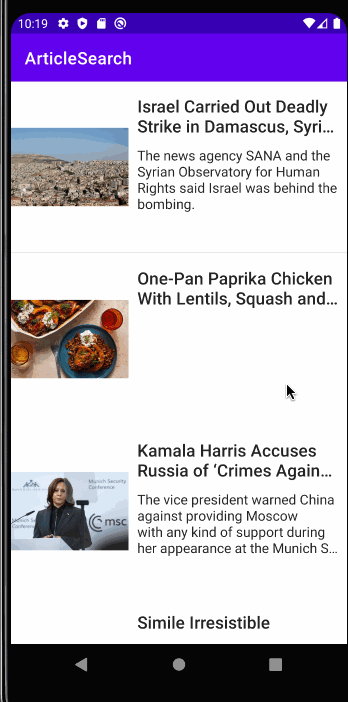 10:19
ArticleSearch
Israel Carried Out Deadly
Strike in Damascus, Syri…
The news agency SANA and the
Syrian Observatory for Human
Rights said Israel was behind the
bombing.
One-Pan Paprika Chicken
With Lentils, Squash and…
Kamala Harris Accuses
Russia of ‘Crimes Again…
Munich Security
Conference
msc
The vice president warned China
against providing Moscow
with any kind of support during
her appearance at the Munich S…
Simile Irresistible